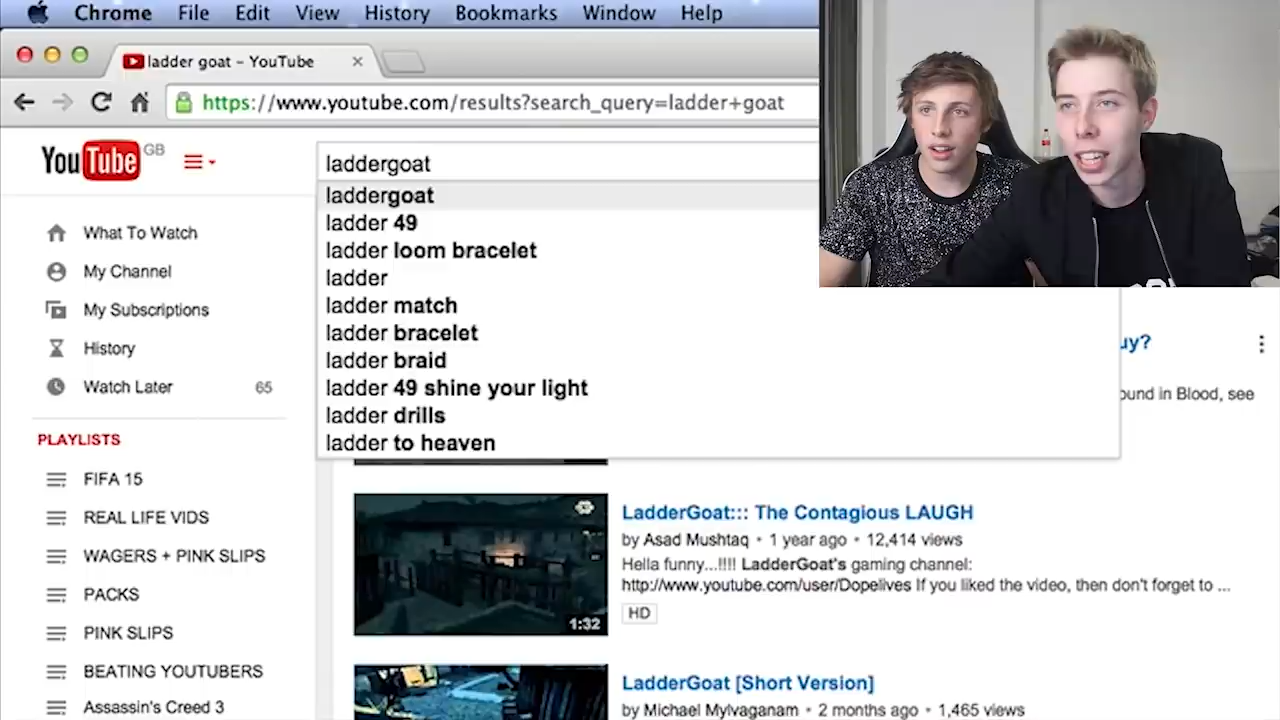 Chrome File Edit View History Bookmarks Window Help
ladder goat - YouTube
https://www.youtube.com/results?search_query=ladder+goat
YouTube GB
laddergoat
laddergoat
ladder 49
ladder loom bracelet
ladder
ladder match
ladder bracelet
ladder braid
ladder 49 shine your light
ladder drills
ladder to heaven
What To Watch
My Channel
My Subscriptions
History
Watch Later 65
PLAYLISTS
FIFA 15
REAL LIFE VIDS
WAGERS + PINK SLIPS
PACKS
PINK SLIPS
BEATING YOUTUBERS
Assassin's Creed 3
uy?
ound in Blood, see
LadderGoat::: The Contagious LAUGH
by Asad Mushtaq • 1 year ago • 12,414 views
Hella funny...!!!! LadderGoat's gaming channel:
http://www.youtube.com/user/Dopelives If you liked the video, then don't forget to ...
HD
1:32
LadderGoat [Short Version]
by Michael Mylvaganam • 2 months ago • 1,465 views